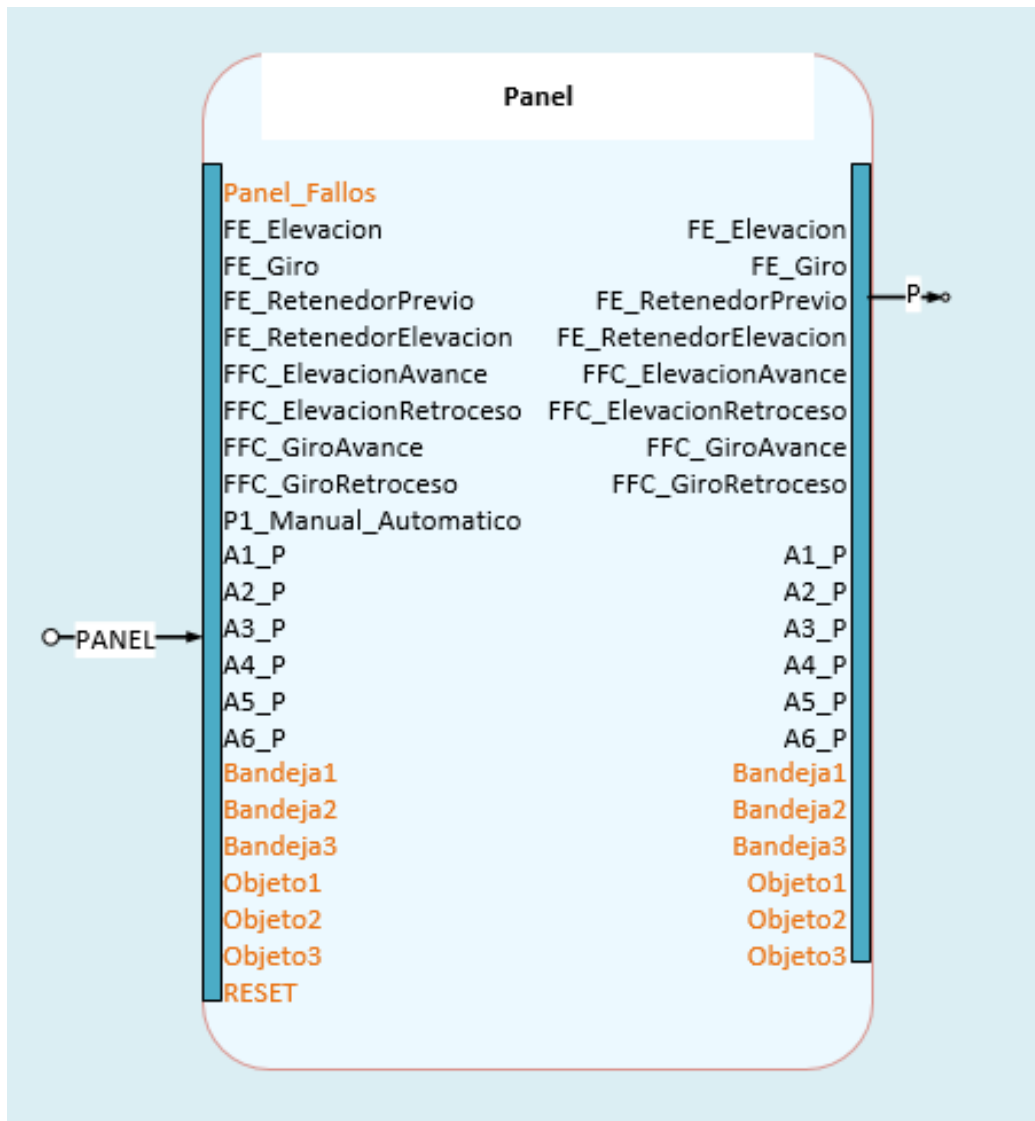 Panel
Panel_Fallos
FE_Elevacion FE_Elevacion
FE_Giro FE_Giro
FE_RetenedorPrevio FE_RetenedorPrevio P
FE_RetenedorElevacion FE_RetenedorElevacion
FFC_ElevacionAvance FFC_ElevacionAvance
FFC_ElevacionRetroceso FFC_ElevacionRetroceso
FFC_GiroAvance FFC_GiroAvance
FFC_GiroRetroceso FFC_GiroRetroceso
P1_Manual_Automatico
A1_P A1_P
A2_P A2_P
PANEL A3_P A3_P
A4_P A4_P
A5_P A5_P
A6_P A6_P
Bandeja1 Bandeja1
Bandeja2 Bandeja2
Bandeja3 Bandeja3
Objeto1 Objeto1
Objeto2 Objeto2
Objeto3 Objeto3
RESET